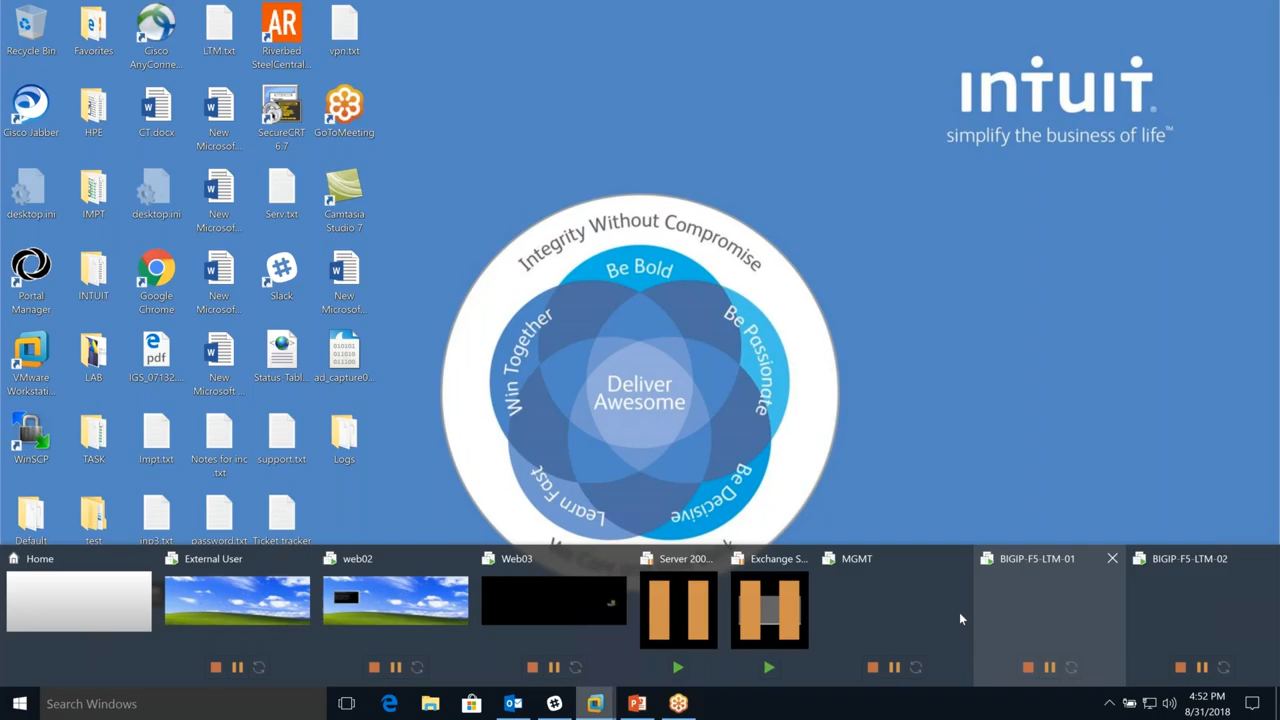 Recycle Bin
Favorites
Cisco
AnyConne...
LTM.txt
AR
Riverbed
SteelCentral...
vpn.txt
Cisco Jabber
HPE
CT.docx
New
Microsof...
SecureCRT
6.7
GoToMeeting
desktop.ini
IMPT
desktop.ini
New
Microsof...
Serv.txt
Camtasia
Studio 7
Portal
Manager
INTUIT
Google
Chrome
New
Microsof...
Slack
New
Microsof...
VMware
Workstati...
LAB
pdf
IGS_07132....
New
Microsoft ...
Status-Tabl...
ad_capture0...
WinSCP
TASK
Impt.txt
Notes for inc
.txt
support.txt
Logs
Default
test
inp3.txt
password.txt
Ticket tracker
INTUIT
simplify the business of life™
Integrity Without Compromise
Be Bold
Be Passionate
Be Decisive
Learn Fast
Win Together
Deliver
Awesome
Home
External User
web02
Web03
Server 200...
Exchange S...
MGMT
BIGIP-F5-LTM-01
BIGIP-F5-LTM-02
Search Windows
4:52 PM
8/31/2018